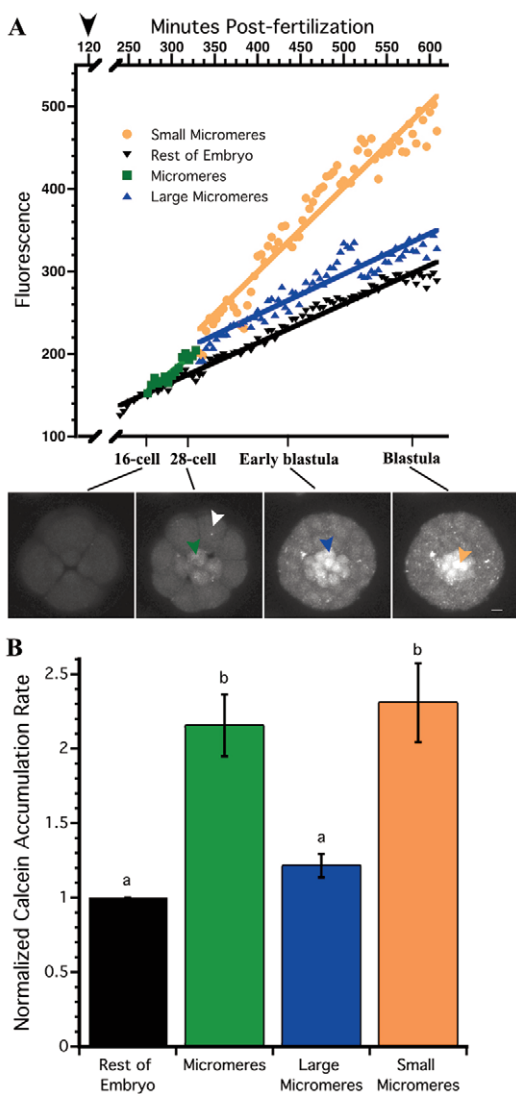 A
Minutes Post-fertilization
120 250 300 350 400 450 500 550 600
Fluorescence
500
400
300
200
100
Small Micromeres
Rest of Embryo
Micromeres
Large Micromeres
16-cell 28-cell Early blastula Blastula
B
Normalized Calcein Accumulation Rate
2.5
2
1.5
1
0.5
0
a
b
a
b
Rest of
Embryo
Micromeres
Large
Micromeres
Small
Micromeres